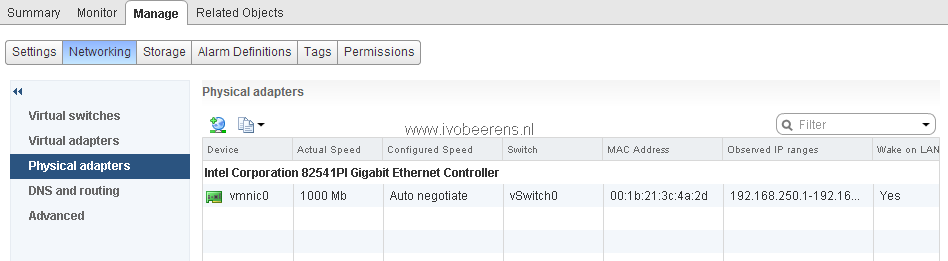 Summary Monitor Manage Related Objects
Settings Networking Storage Alarm Definitions Tags Permissions
Virtual switches
Virtual adapters
Physical adapters
DNS and routing
Advanced
Physical adapters
www.ivobeerens.nl
Filter
Device Actual Speed Configured Speed Switch MAC Address Observed IP ranges Wake on LAN
Intel Corporation 82541PI Gigabit Ethernet Controller
vmnic0 1000 Mb Auto negotiate vSwitch0 00:1b:21:3c:4a:2d 192.168.250.1-192.16... Yes